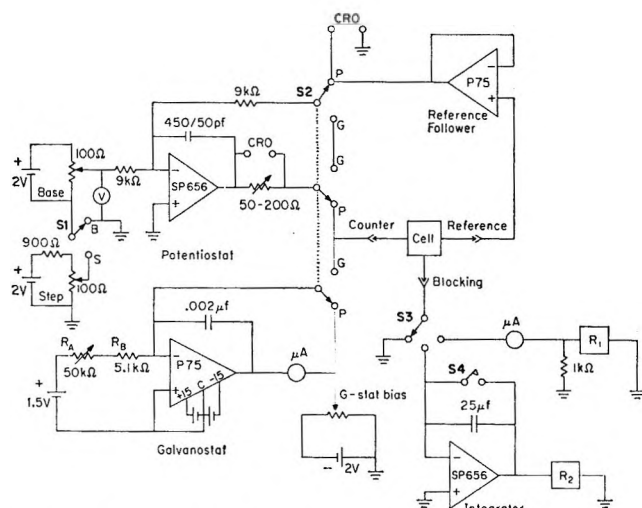 CRO
S2
P
P75
Reference
Follower
9kΩ
450/50pf
CRO
G
G
100Ω
2V
Base
9kΩ
V
SP656
50-200Ω
P
S1
B
Potentiostat
Counter
Cell
Reference
900Ω
S
G
Blocking
2V
Step
100Ω
P
.002μf
S3
RA
50kΩ
RB
5.1kΩ
P75
+15 C -15
μA
μA
R1
1kΩ
S4
1.5V
G-stat bias
25μf
Galvanostat
2V
SP656
R2
Integrator